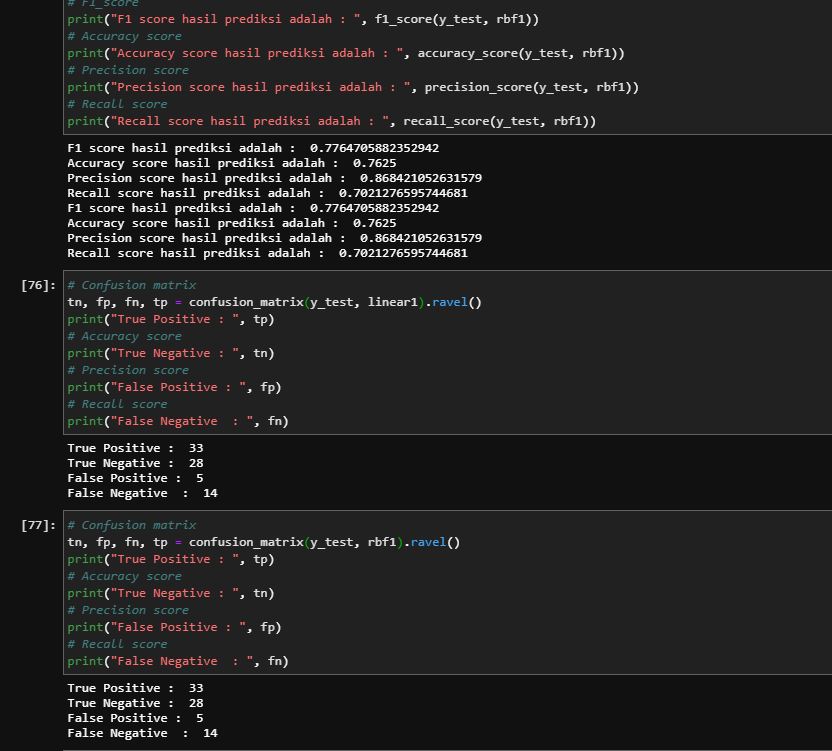 # F1_score
print("F1 score hasil prediksi adalah : ", f1_score(y_test, rbf1))
# Accuracy score
print("Accuracy score hasil prediksi adalah : ", accuracy_score(y_test, rbf1))
# Precision score
print("Precision score hasil prediksi adalah : ", precision_score(y_test, rbf1))
# Recall score
print("Recall score hasil prediksi adalah : ", recall_score(y_test, rbf1))
F1 score hasil prediksi adalah :  0.7764705882352942
Accuracy score hasil prediksi adalah :  0.7625
Precision score hasil prediksi adalah :  0.868421052631579
Recall score hasil prediksi adalah :  0.7021276595744681
F1 score hasil prediksi adalah :  0.7764705882352942
Accuracy score hasil prediksi adalah :  0.7625
Precision score hasil prediksi adalah :  0.868421052631579
Recall score hasil prediksi adalah :  0.7021276595744681
[76]: # Confusion matrix
tn, fp, fn, tp = confusion_matrix(y_test, linear1).ravel()
print("True Positive : ", tp)
# Accuracy score
print("True Negative : ", tn)
# Precision score
print("False Positive : ", fp)
# Recall score
print("False Negative  : ", fn)
True Positive :  33
True Negative :  28
False Positive :  5
False Negative  :  14
[77]: # Confusion matrix
tn, fp, fn, tp = confusion_matrix(y_test, rbf1).ravel()
print("True Positive : ", tp)
# Accuracy score
print("True Negative : ", tn)
# Precision score
print("False Positive : ", fp)
# Recall score
print("False Negative  : ", fn)
True Positive :  33
True Negative :  28
False Positive :  5
False Negative  :  14